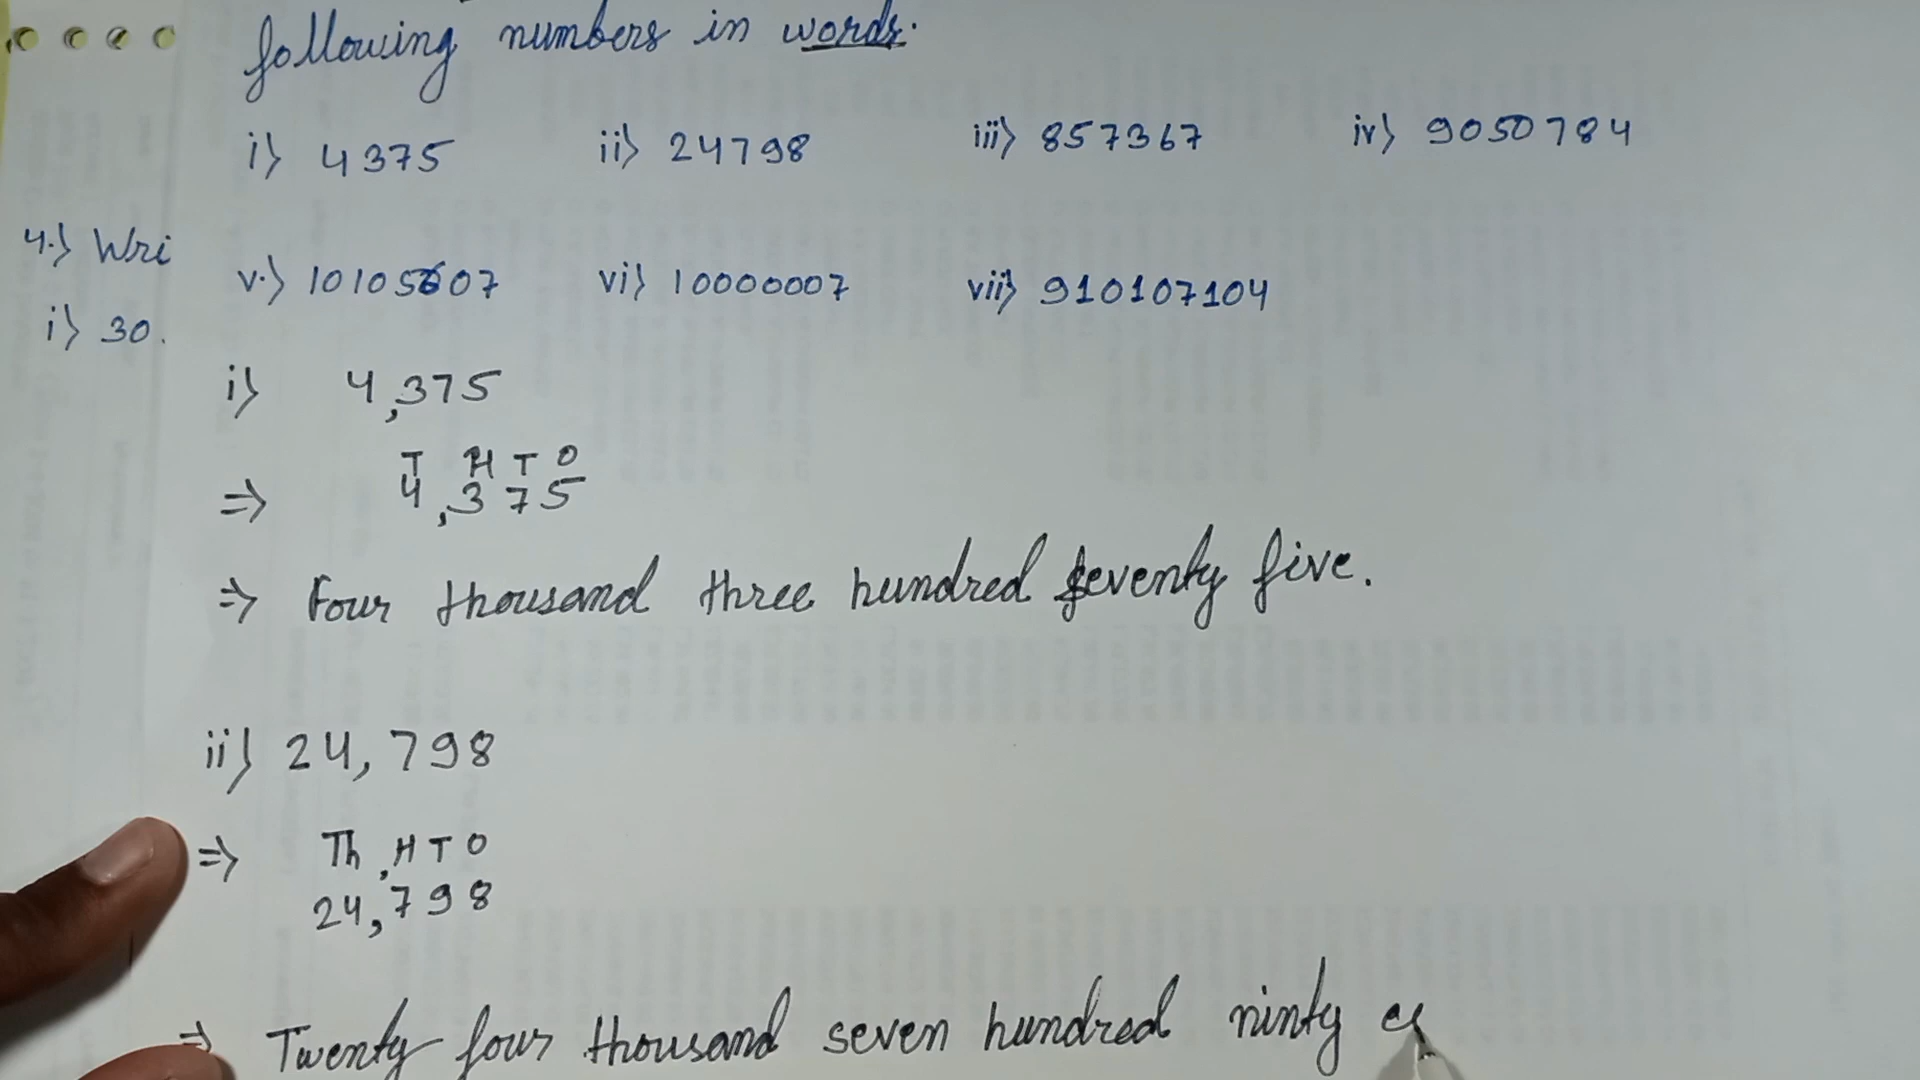 following numbers in words.
i) 4375 ii) 24798 iii) 857367 iv) 9050784
4.) Wri
v.) 10105607 vi) 10000007 vii) 910107104
i) 30.
i) 4,375
T H T O
⇒ 4,375
⇒ Four thousand three hundred seventy five.
ii) 24,798
⇒ Th, H T O
24,798
⇒ Twenty four thousand seven hundred ninty